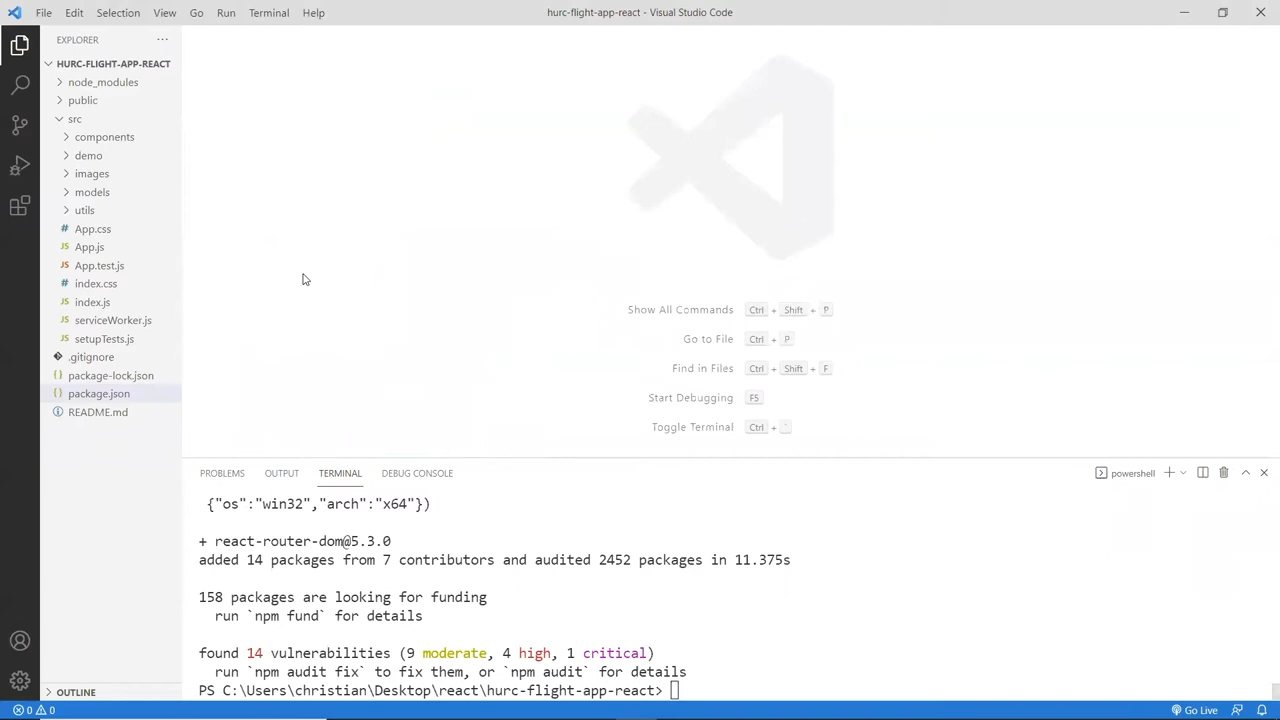 File Edit Selection View Go Run Terminal Help
hurc-flight-app-react - Visual Studio Code
EXPLORER
HURC-FLIGHT-APP-REACT
node_modules
public
src
components
demo
images
models
utils
# App.css
JS App.js
JS App.test.js
# index.css
JS index.js
JS serviceWorker.js
JS setupTests.js
.gitignore
{} package-lock.json
{} package.json
README.md
OUTLINE
Show All Commands Ctrl + Shift + P
Go to File Ctrl + P
Find in Files Ctrl + Shift + F
Start Debugging F5
Toggle Terminal Ctrl + `
PROBLEMS OUTPUT TERMINAL DEBUG CONSOLE
powershell
{"os":"win32","arch":"x64"})
+ react-router-dom@5.3.0
added 14 packages from 7 contributors and audited 2452 packages in 11.375s
158 packages are looking for funding
run `npm fund` for details
found 14 vulnerabilities (9 moderate, 4 high, 1 critical)
run `npm audit fix` to fix them, or `npm audit` for details
PS C:\Users\christian\Desktop\react\hurc-flight-app-react>
0 0
Go Live